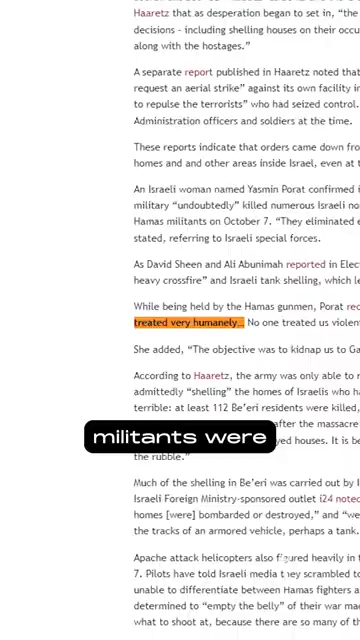 Haaretz that as desperation began to set in, "the
decisions – including shelling houses on their occu
along with the hostages."
A separate report published in Haaretz noted that
request an aerial strike" against its own facility in
to repulse the terrorists" who had seized control.
Administration officers and soldiers at the time.
These reports indicate that orders came down fro
homes and and other areas inside Israel, even at t
An Israeli woman named Yasmin Porat confirmed i
military "undoubtedly" killed numerous Israeli no
Hamas militants on October 7. "They eliminated e
stated, referring to Israeli special forces.
As David Sheen and Ali Abunimah reported in Elec
heavy crossfire" and Israeli tank shelling, which le
While being held by the Hamas gunmen, Porat rec
treated very humanely… No one treated us violen
She added, "The objective was to kidnap us to Ga
According to Haaretz, the army was only able to r
admittedly "shelling" the homes of Israelis who ha
terrible: at least 112 Be'eri residents were killed,
militants were
after the massacre
yed houses. It is be
the rubble."
Much of the shelling in Be'eri was carried out by I
Israeli Foreign Ministry-sponsored outlet i24 noted
homes [were] bombarded or destroyed," and "we
the tracks of an armored vehicle, perhaps a tank.
Apache attack helicopters also figured heavily in t
7. Pilots have told Israeli media they scrambled to
unable to differentiate between Hamas fighters a
determined to "empty the belly" of their war mac
what to shoot at, because there are so many of th